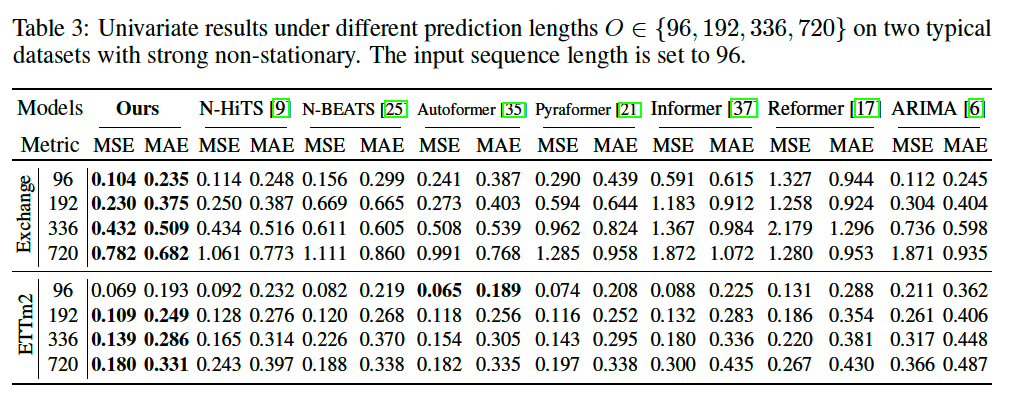 Table 3: Univariate results under different prediction lengths O ∈ {96, 192, 336, 720} on two typical
datasets with strong non-stationary. The input sequence length is set to 96.
Models Ours N-HiTS [9] N-BEATS [25] Autoformer [35] Pyraformer [21] Informer [37] Reformer [17] ARIMA [6]
Metric MSE MAE MSE MAE MSE MAE MSE MAE MSE MAE MSE MAE MSE MAE MSE MAE
Exchange
96 0.104 0.235 0.114 0.248 0.156 0.299 0.241 0.387 0.290 0.439 0.591 0.615 1.327 0.944 0.112 0.245
192 0.230 0.375 0.250 0.387 0.669 0.665 0.273 0.403 0.594 0.644 1.183 0.912 1.258 0.924 0.304 0.404
336 0.432 0.509 0.434 0.516 0.611 0.605 0.508 0.539 0.962 0.824 1.367 0.984 2.179 1.296 0.736 0.598
720 0.782 0.682 1.061 0.773 1.111 0.860 0.991 0.768 1.285 0.958 1.872 1.072 1.280 0.953 1.871 0.935
ETTm2
96 0.069 0.193 0.092 0.232 0.082 0.219 0.065 0.189 0.074 0.208 0.088 0.225 0.131 0.288 0.211 0.362
192 0.109 0.249 0.128 0.276 0.120 0.268 0.118 0.256 0.116 0.252 0.132 0.283 0.186 0.354 0.261 0.406
336 0.139 0.286 0.165 0.314 0.226 0.370 0.154 0.305 0.143 0.295 0.180 0.336 0.220 0.381 0.317 0.448
720 0.180 0.331 0.243 0.397 0.188 0.338 0.182 0.335 0.197 0.338 0.300 0.435 0.267 0.430 0.366 0.487